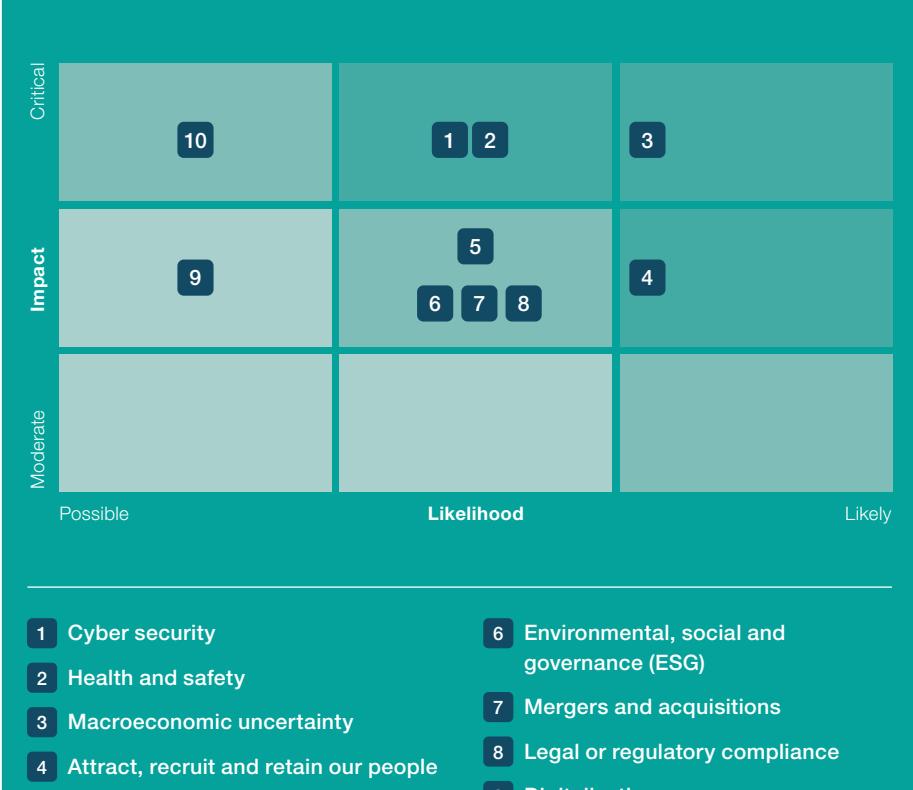 Critical
10
1 2
3
Impact
9
5
6 7 8
4
Moderate
Possible
Likelihood
Likely
1 Cyber security
2 Health and safety
3 Macroeconomic uncertainty
4 Attract, recruit and retain our people
6 Environmental, social and
governance (ESG)
7 Mergers and acquisitions
8 Legal or regulatory compliance